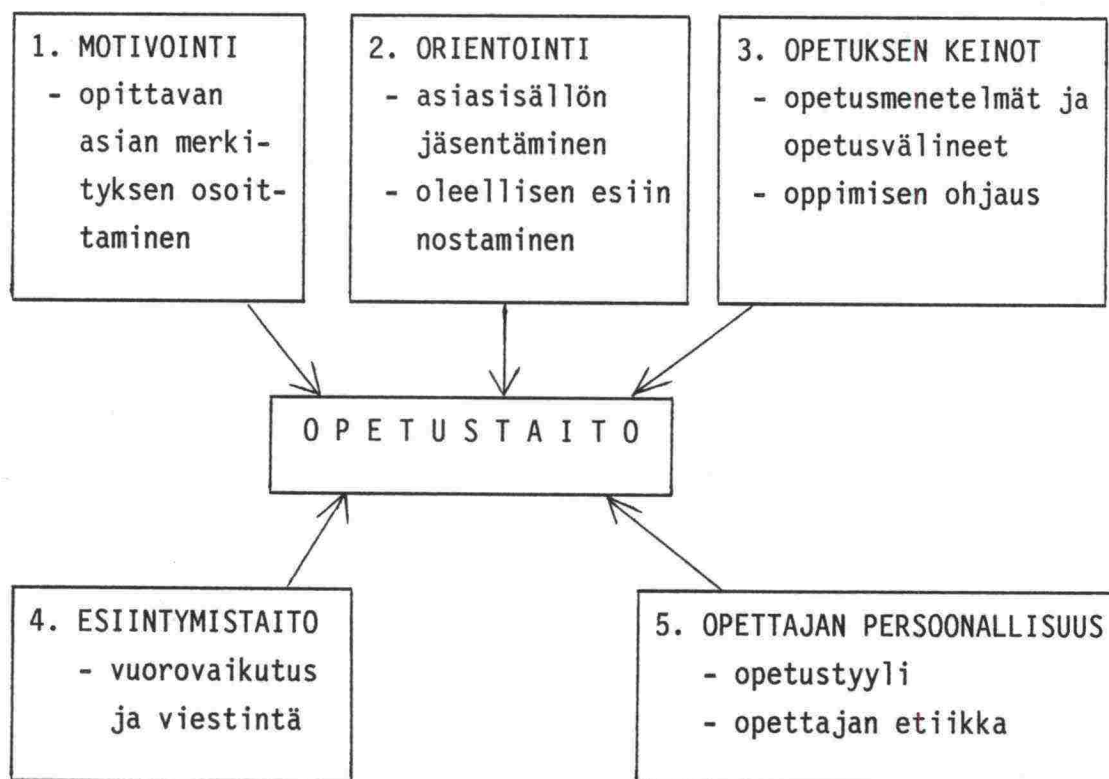 1. MOTIVOINTI
- opittavan
asian merki-
tyksen osoit-
taminen
2. ORIENTOINTI
- asiasisällön
jäsentäminen
- oleellisen esiin
nostaminen
3. OPETUKSEN KEINOT
- opetusmenetelmät ja
opetusvälineet
- oppimisen ohjaus
O P E T U S T A I T O
4. ESIINTYMISTAITO
- vuorovaikutus
ja viestintä
5. OPETTAJAN PERSOONALLISUUS
- opetustyyli
- opettajan etiikka